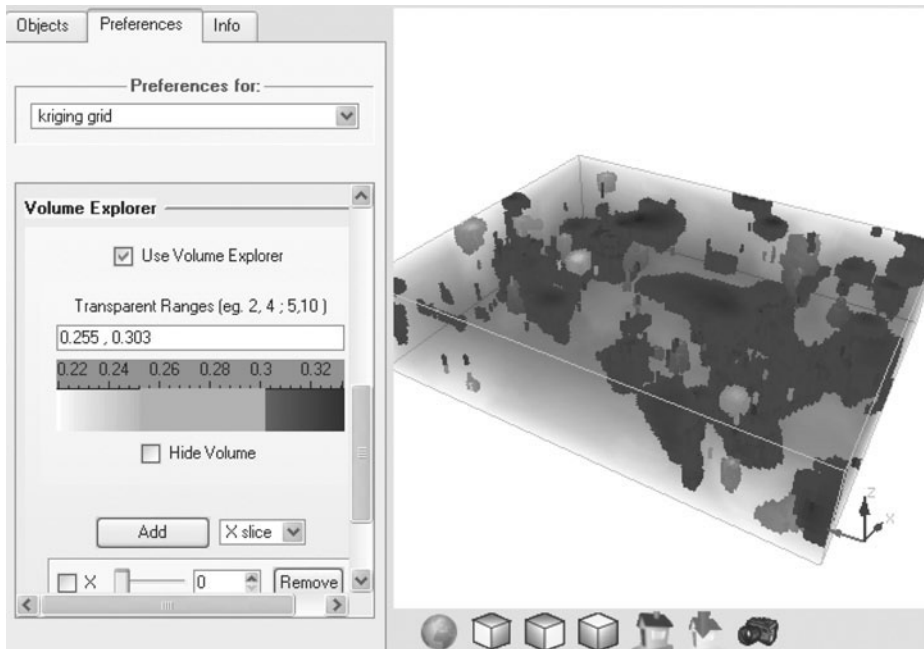 Objects Preferences Info
Preferences for:
kriging grid
Volume Explorer
Use Volume Explorer
Transparent Ranges (eg. 2, 4 ; 5,10 )
0.255 , 0.303
0.22 0.24 0.26 0.28 0.3 0.32
Hide Volume
Add X slice
X 0 Remove
Z
X